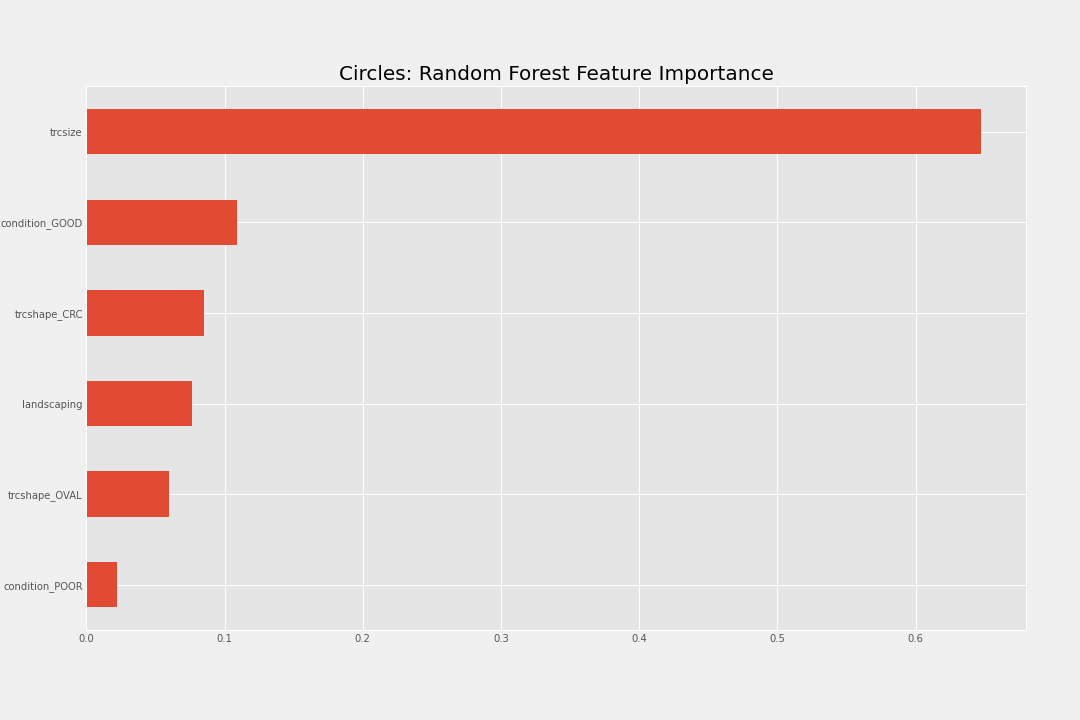 Circles: Random Forest Feature Importance
trcsize
condition_GOOD
trcshape_CRC
landscaping
trcshape_OVAL
condition_POOR
0.0 0.1 0.2 0.3 0.4 0.5 0.6